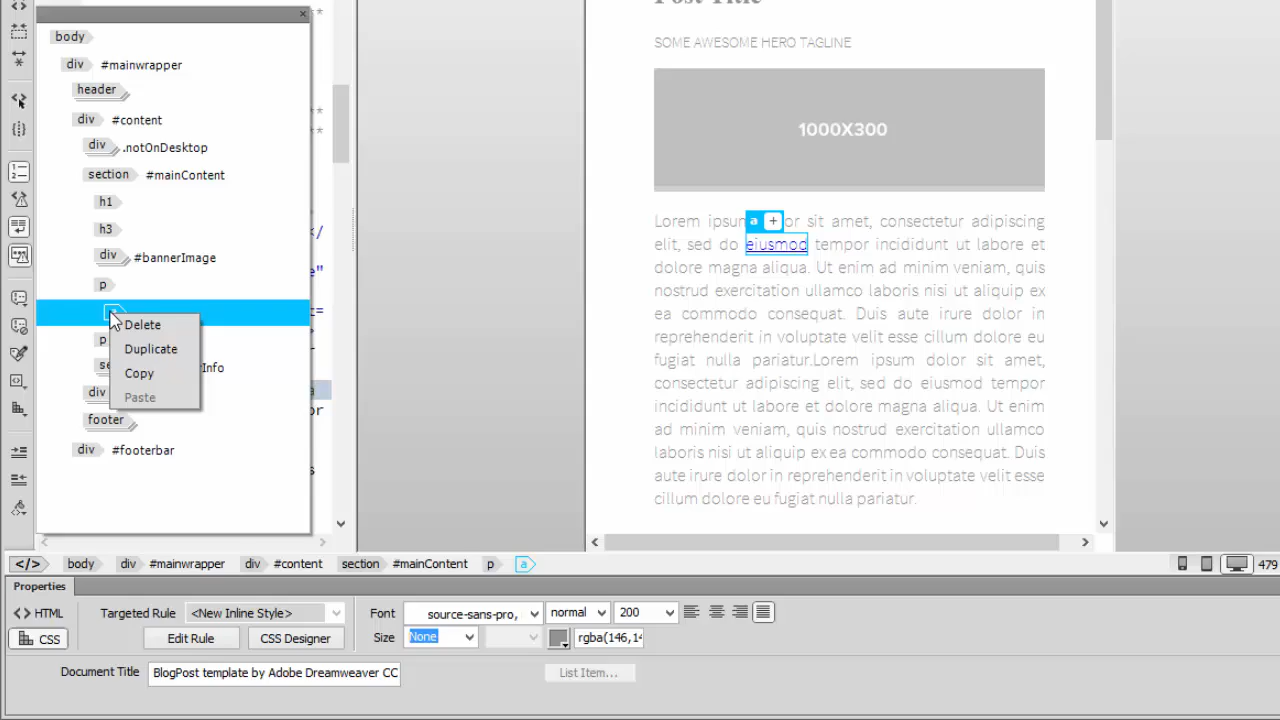 body
div #mainwrapper
header
div #content
div .notOnDesktop
section #mainContent
h1
h3
div #bannerImage
p
Delete
Duplicate
Copy
Paste
p
se
rInfo
div
footer
div #footerbar
SOME AWESOME HERO TAGLINE
1000X300
a +
Lorem ipsum or sit amet, consectetur adipiscing
elit, sed do eiusmod tempor incididunt ut labore et
dolore magna aliqua. Ut enim ad minim veniam, quis
nostrud exercitation ullamco laboris nisi ut aliquip ex
ea commodo consequat. Duis aute irure dolor in
reprehenderit in voluptate velit esse cillum dolore eu
fugiat nulla pariatur.Lorem ipsum dolor sit amet,
consectetur adipiscing elit, sed do eiusmod tempor
incididunt ut labore et dolore magna aliqua. Ut enim
ad minim veniam, quis nostrud exercitation ullamco
laboris nisi ut aliquip ex ea commodo consequat. Duis
aute irure dolor in reprehenderit in voluptate velit esse
cillum dolore eu fugiat nulla pariatur.
</> body div #mainwrapper div #content section #mainContent p a 479
Properties
<> HTML Targeted Rule <New Inline Style> Font source-sans-pro, normal 200
CSS Edit Rule CSS Designer Size None rgba(146,14
Document Title BlogPost template by Adobe Dreamweaver CC List Item...